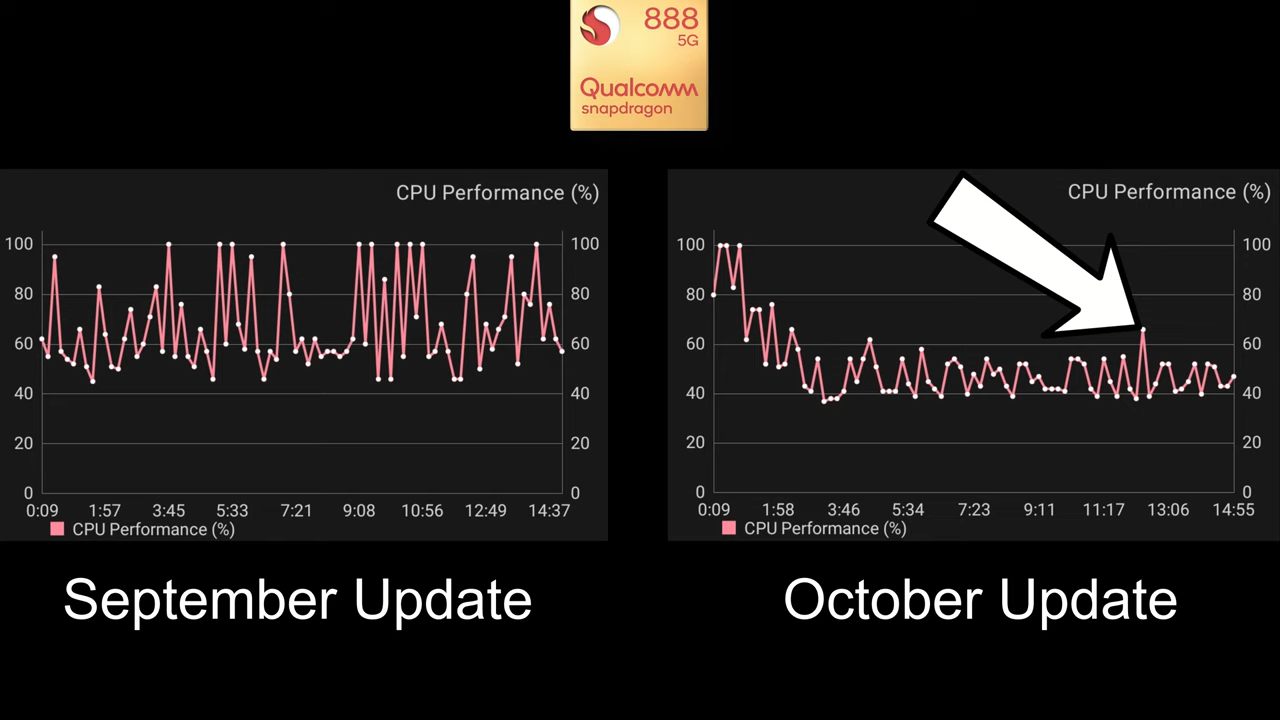 888
5G
Qualcomm
snapdragon
CPU Performance (%)
100 100
80 80
60 60
40 40
20 20
0 0
0:09 1:57 3:45 5:33 7:21 9:08 10:56 12:49 14:37
CPU Performance (%)
September Update
CPU Performance (%)
100 100
80 80
60 60
40 40
20 20
0 0
0:09 1:58 3:46 5:34 7:23 9:11 11:17 13:06 14:55
CPU Performance (%)
October Update